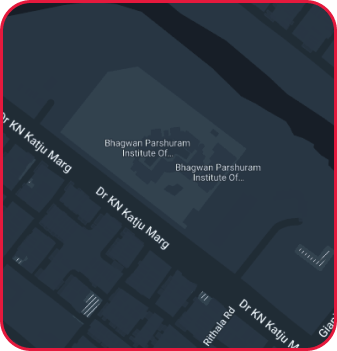 Dr KN Katju Marg
Bhagwan Parshuram
Institute Of...
Bhagwan Parshuram
Institute Of...
Dr KN Katju Marg
Rithala Rd
Dr KN Katju M